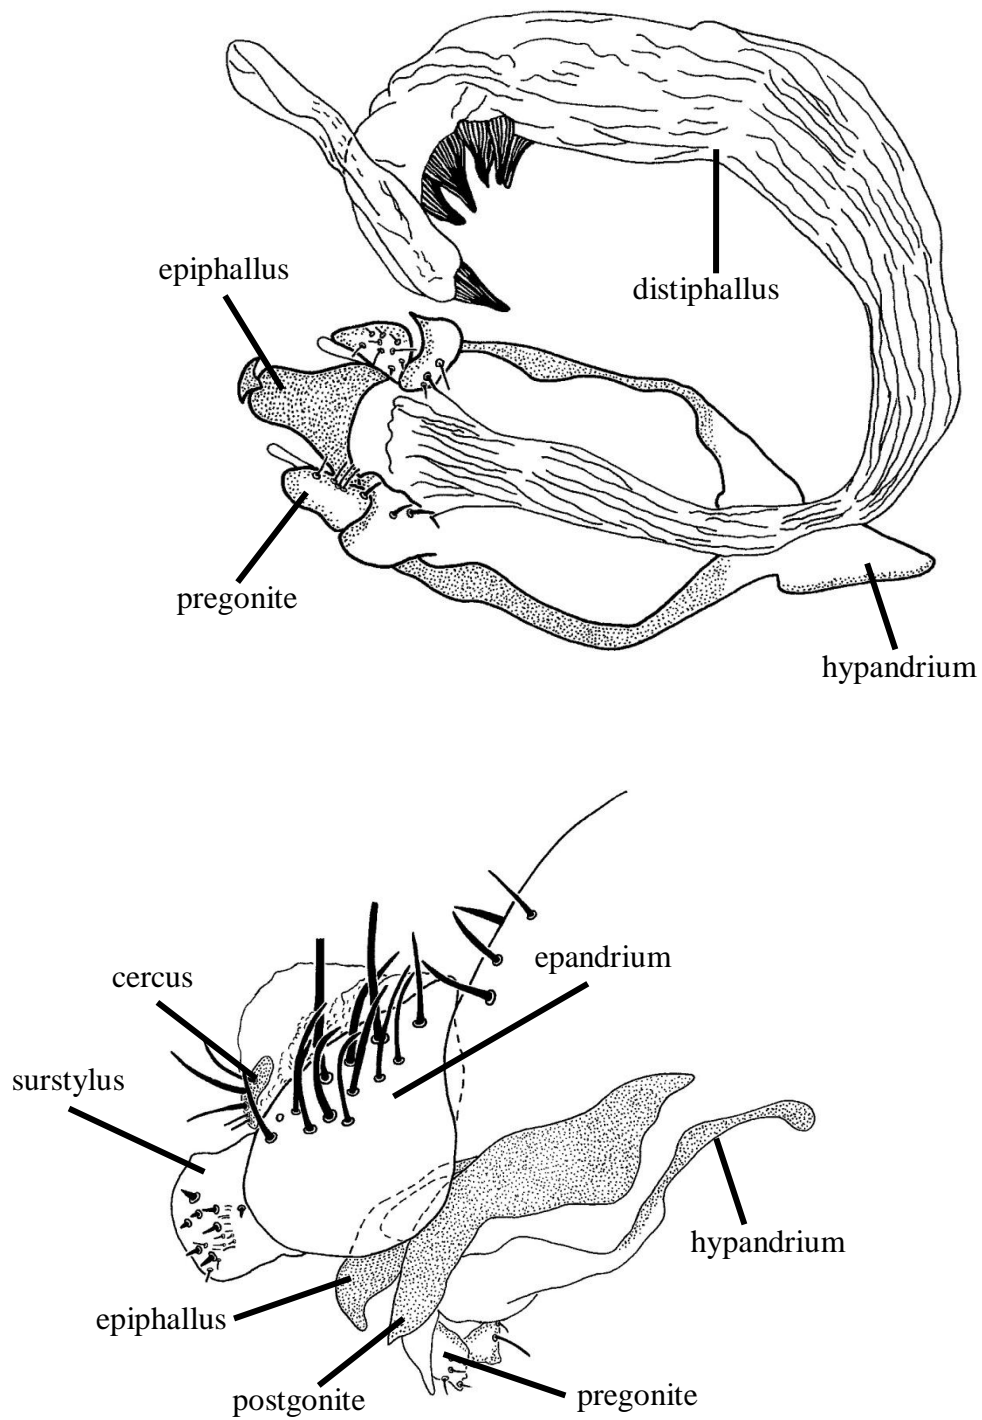 epiphallus
distiphallus
pregonite
hypandrium
epandrium
cercus
surstylus
hypandrium
epiphallus
postgonite
pregonite